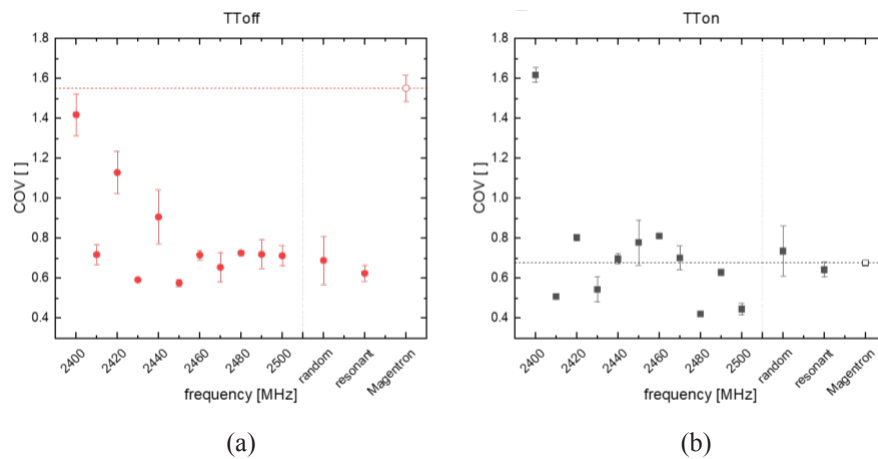 TToff
COV [ ]
1.8
1.6
1.4
1.2
1.0
0.8
0.6
0.4
2400
2420
2440
2460
2480
2500
random
resonant
Magentron
frequency [MHz]
(a)
TTon
COV [ ]
1.8
1.6
1.4
1.2
1.0
0.8
0.6
0.4
2400
2420
2440
2460
2480
2500
random
resonant
Magentron
frequency [MHz]
(b)